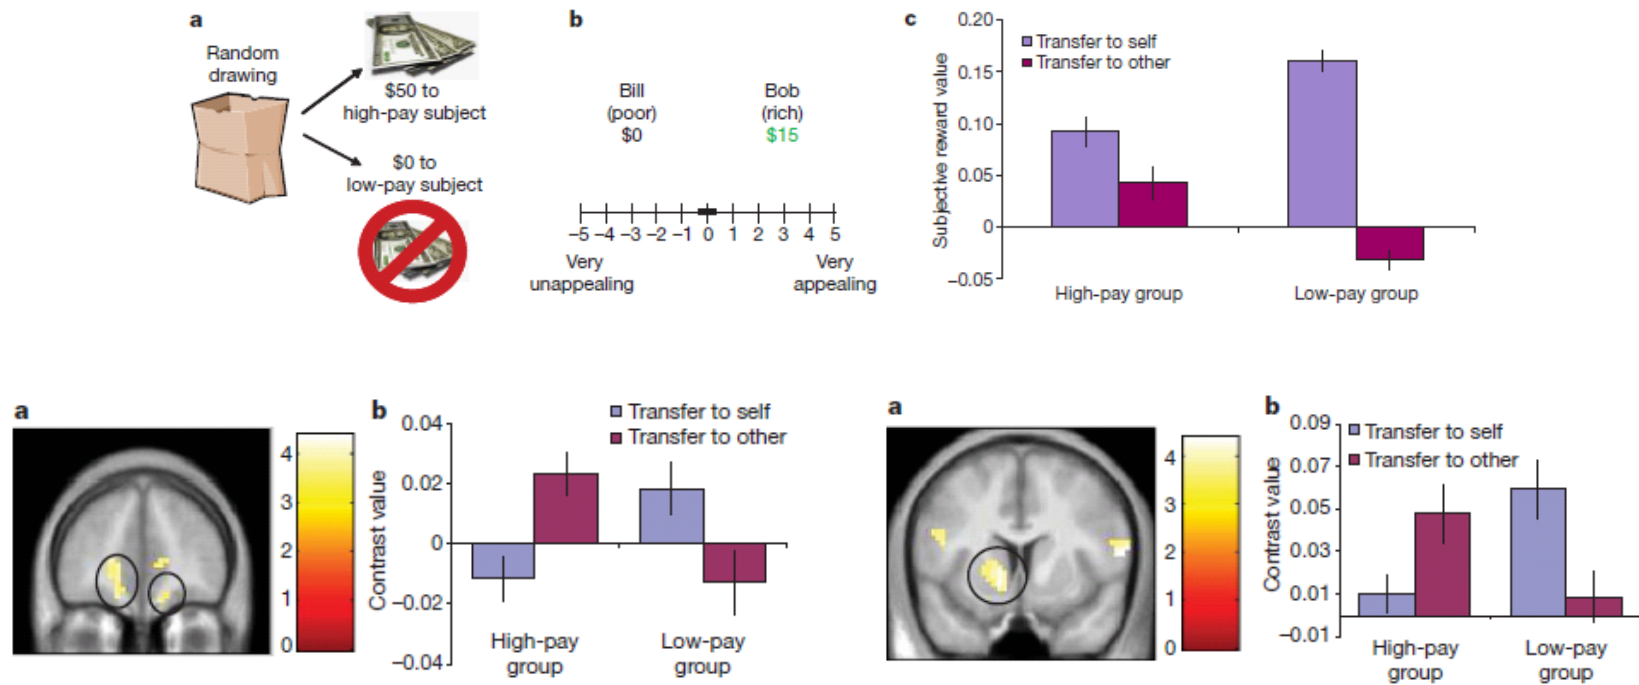 a
Random
drawing
$50 to
high-pay subject
$0 to
low-pay subject
b
Bill
(poor)
$0
Bob
(rich)
$15
–5 –4 –3 –2 –1 0 1 2 3 4 5
Very
unappealing
Very
appealing
c
Subjective reward value
0.20
0.15
0.10
0.05
0
–0.05
Transfer to self
Transfer to other
High-pay group
Low-pay group
a
4
3
2
1
0
b
Contrast value
0.04
0.02
0
–0.02
–0.04
Transfer to self
Transfer to other
High-pay
group
Low-pay
group
a
4
3
2
1
0
b
Contrast value
0.09
0.07
0.05
0.03
0.01
–0.01
Transfer to self
Transfer to other
High-pay
group
Low-pay
group